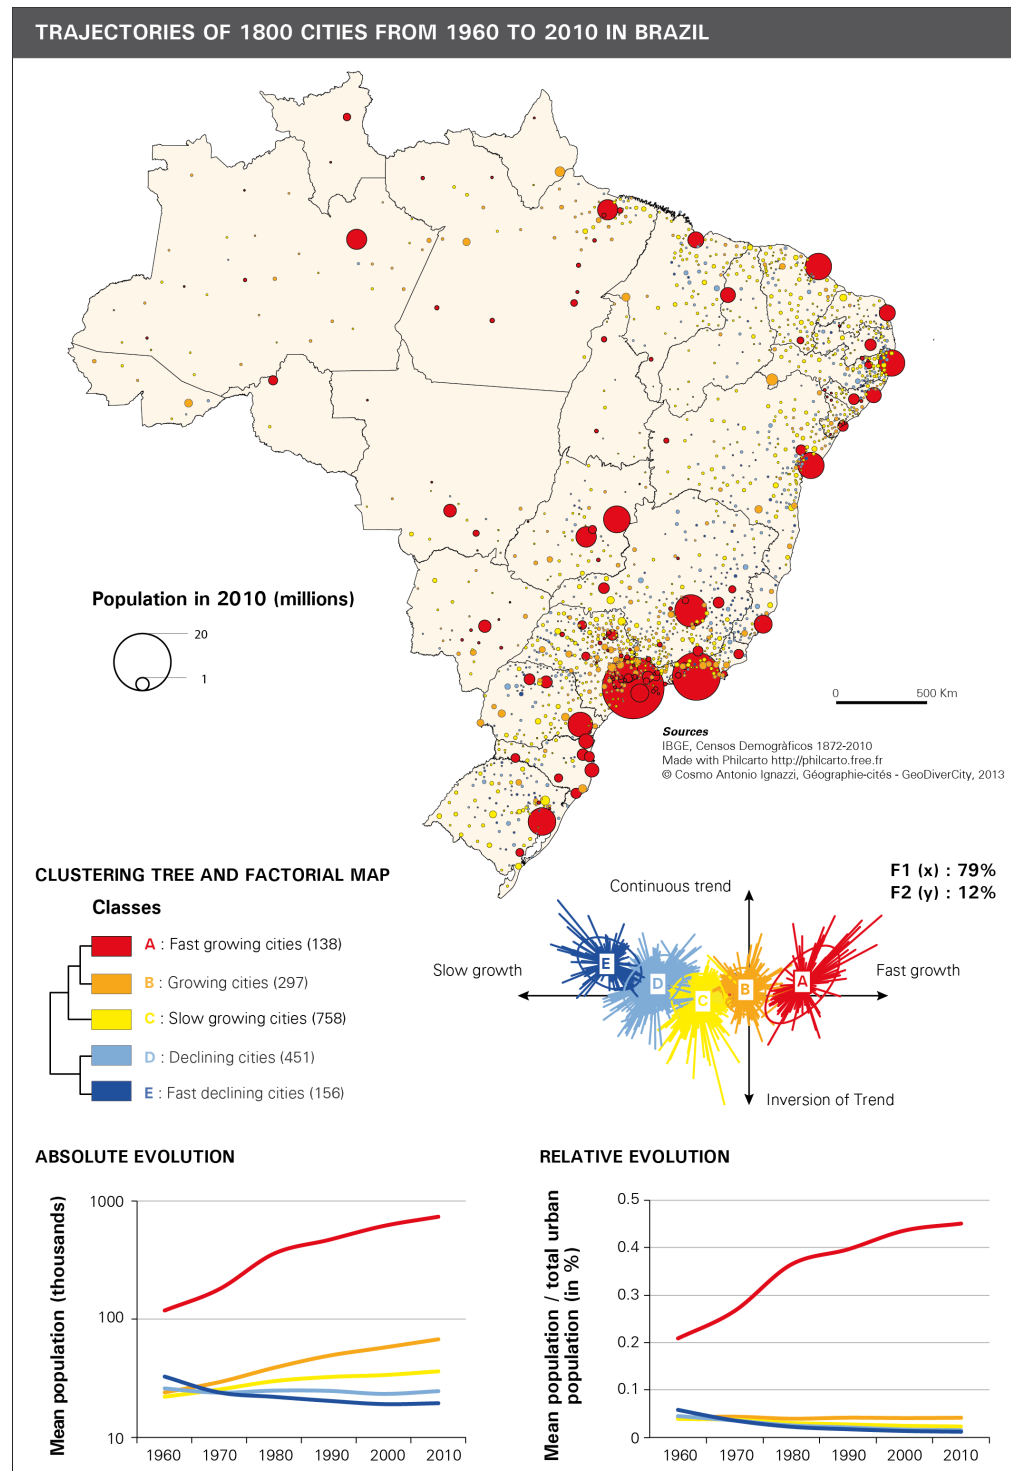 TRAJECTORIES OF 1800 CITIES FROM 1960 TO 2010 IN BRAZIL
Population in 2010 (millions)
20
1
0 500 Km
Sources
IBGE, Censos Demogràficos 1872-2010
Made with Philcarto http://philcarto.free.fr
© Cosmo Antonio Ignazzi, Géographie-cités - GeoDiverCity, 2013
CLUSTERING TREE AND FACTORIAL MAP
Classes
A : Fast growing cities (138)
B : Growing cities (297)
C : Slow growing cities (758)
D : Declining cities (451)
E : Fast declining cities (156)
F1 (x) : 79%
F2 (y) : 12%
Continuous trend
Slow growth
Fast growth
E
D
C
B
A
Inversion of Trend
ABSOLUTE EVOLUTION
Mean population (thousands)
1000
100
10
1960 1970 1980 1990 2000 2010
RELATIVE EVOLUTION
Mean population / total urban
population (in %)
0.5
0.4
0.3
0.2
0.1
0
1960 1970 1980 1990 2000 2010